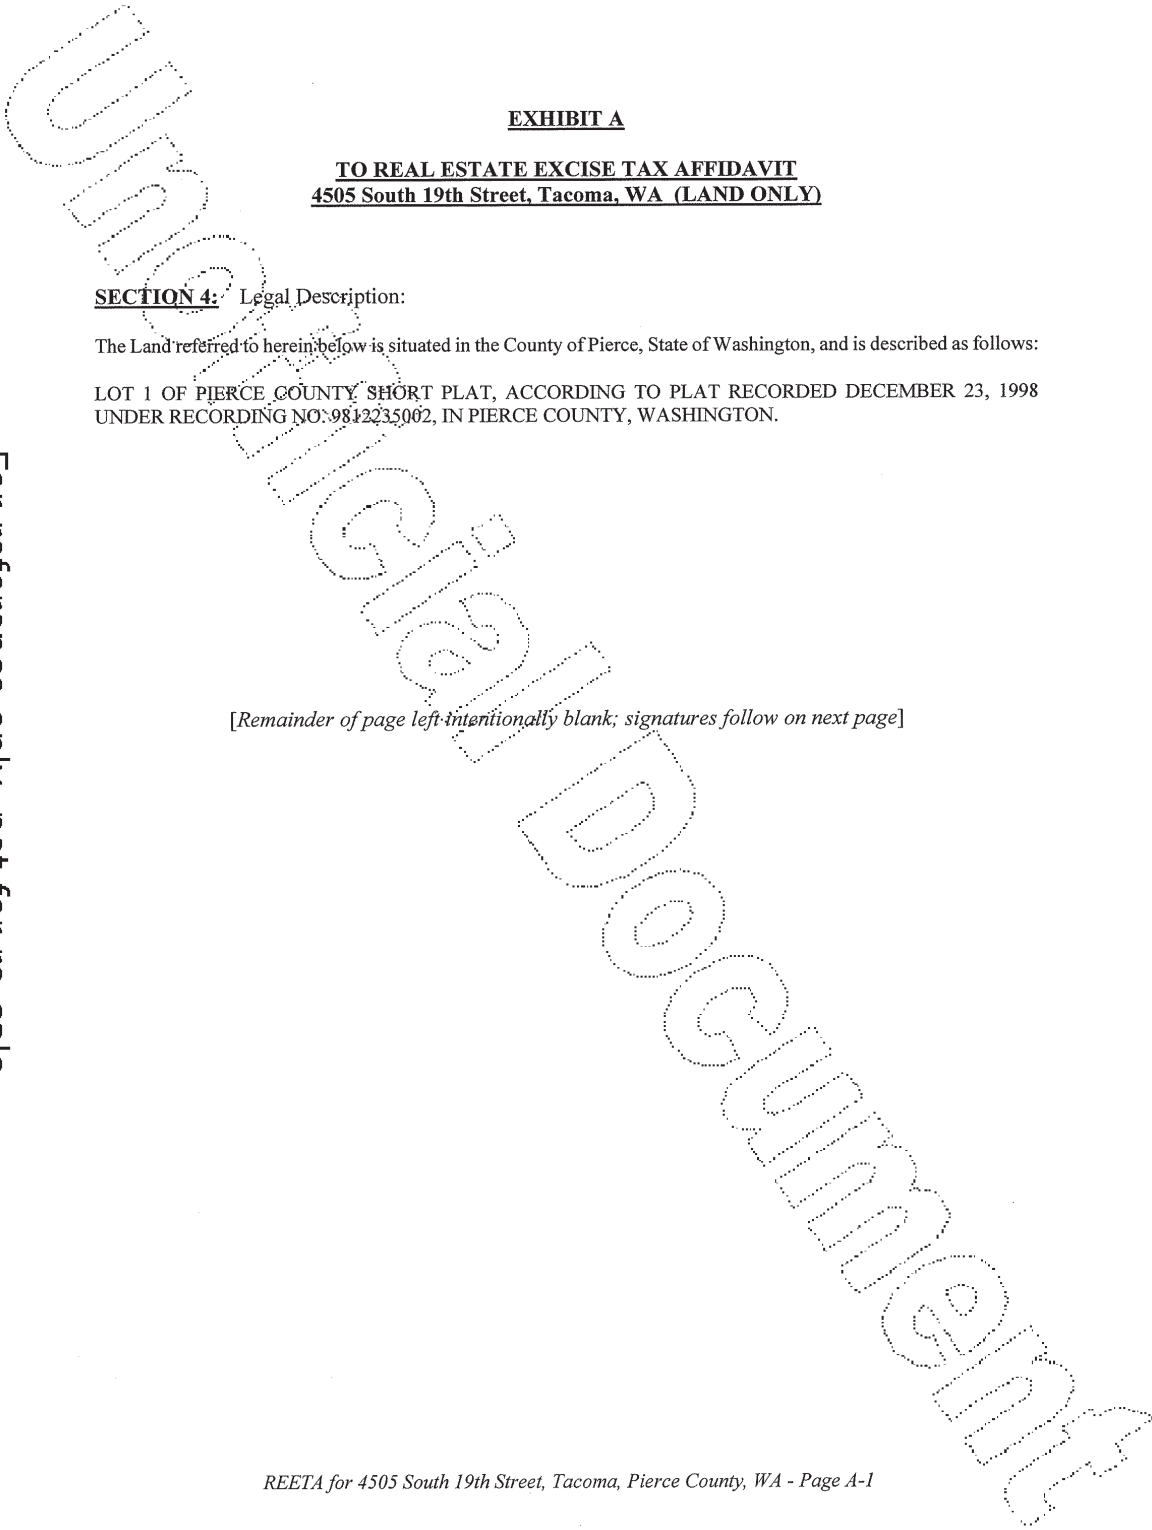 EXHIBIT A
TO REAL ESTATE EXCISE TAX AFFIDAVIT
4505 South 19th Street, Tacoma, WA (LAND ONLY)
SECTION 4: Legal Description:
The Land referred to herein below is situated in the County of Pierce, State of Washington, and is described as follows:
LOT 1 OF PIERCE COUNTY SHORT PLAT, ACCORDING TO PLAT RECORDED DECEMBER 23, 1998
UNDER RECORDING NO. 9812235002, IN PIERCE COUNTY, WASHINGTON.
[Remainder of page left intentionally blank; signatures follow on next page]
REETA for 4505 South 19th Street, Tacoma, Pierce County, WA - Page A-1
Unofficial Document